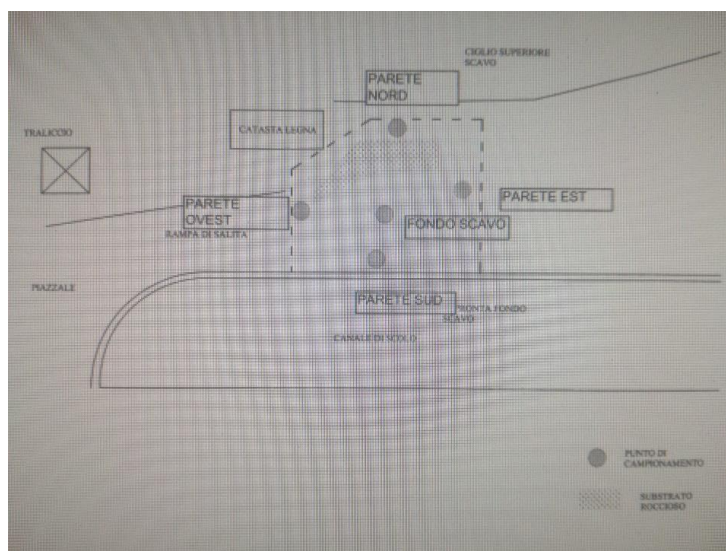 CIGLIO SUPERIORE
SCAVO
PARETE
NORD
CATASTA LEGNA
TRALICCIO
PARETE
OVEST
PARETE EST
FONDO SCAVO
RAMPA DI SALITA
PIAZZALE
PARETE SUD
FONDO
SCAVO
CANALE DI SCOLO
PUNTO DI
CAMPIONAMENTO
SUBSTRATO
ROCCIOSO